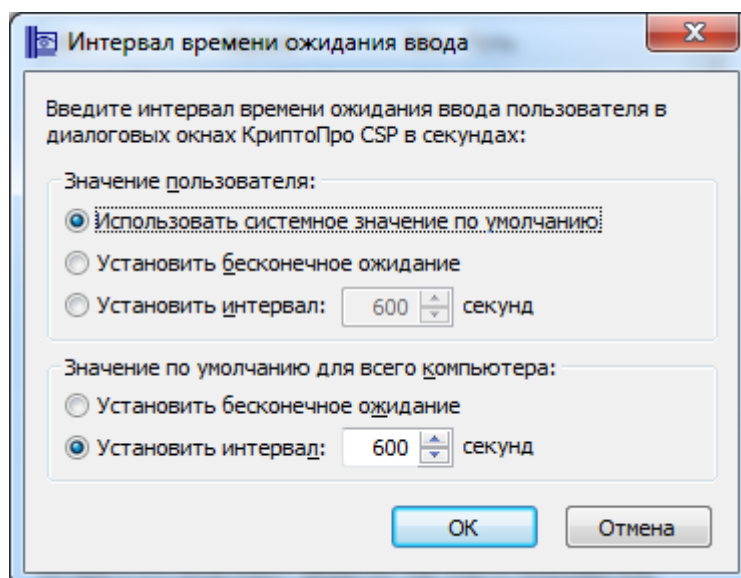 Интервал времени ожидания ввода
Введите интервал времени ожидания ввода пользователя в
диалоговых окнах КриптоПро CSP в секундах:
Значение пользователя:
Использовать системное значение по умолчанию
Установить бесконечное ожидание
Установить интервал: 600 секунд
Значение по умолчанию для всего компьютера:
Установить бесконечное ожидание
Установить интервал: 600 секунд
ОК Отмена